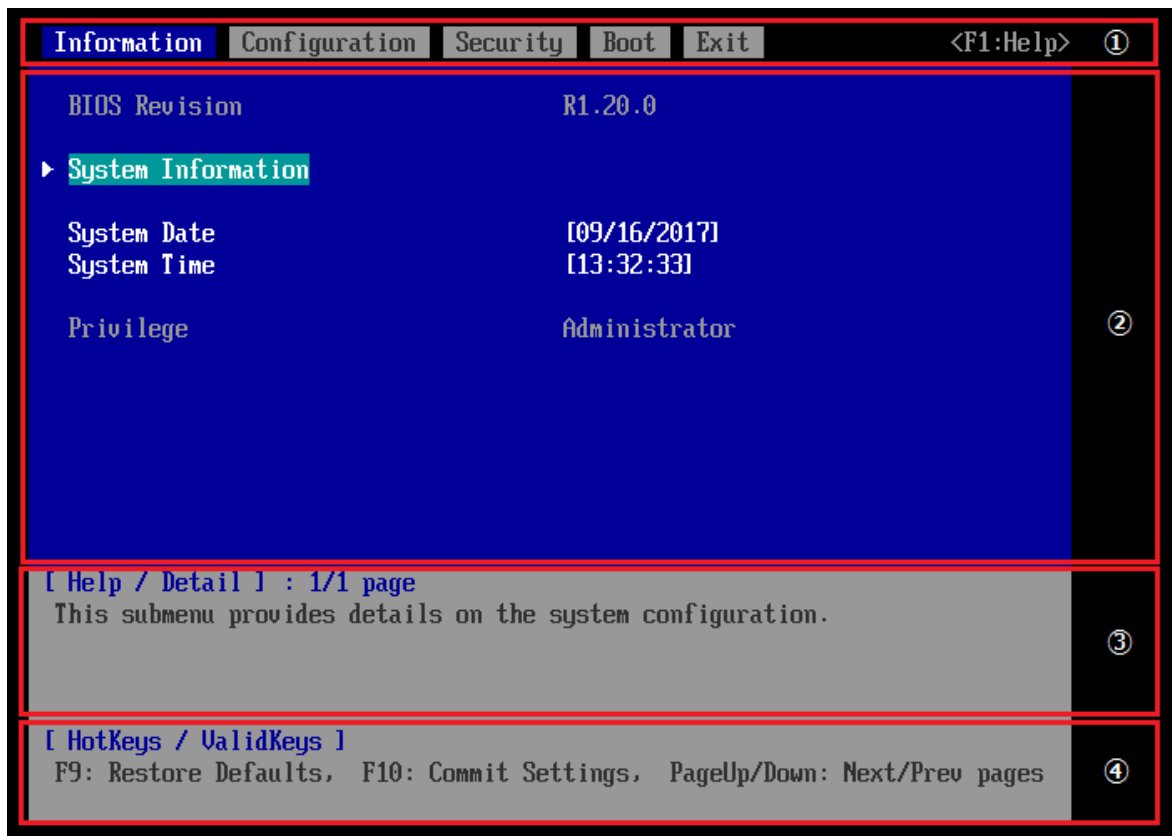 Information Configuration Security Boot Exit <F1:Help> ①
BIOS Revision R1.20.0
System Information
System Date [09/16/2017]
System Time [13:32:33]
Privilege Administrator
②
[ Help / Detail ] : 1/1 page
This submenu provides details on the system configuration.
③
[ HotKeys / ValidKeys ]
F9: Restore Defaults, F10: Commit Settings, PageUp/Down: Next/Prev pages
④